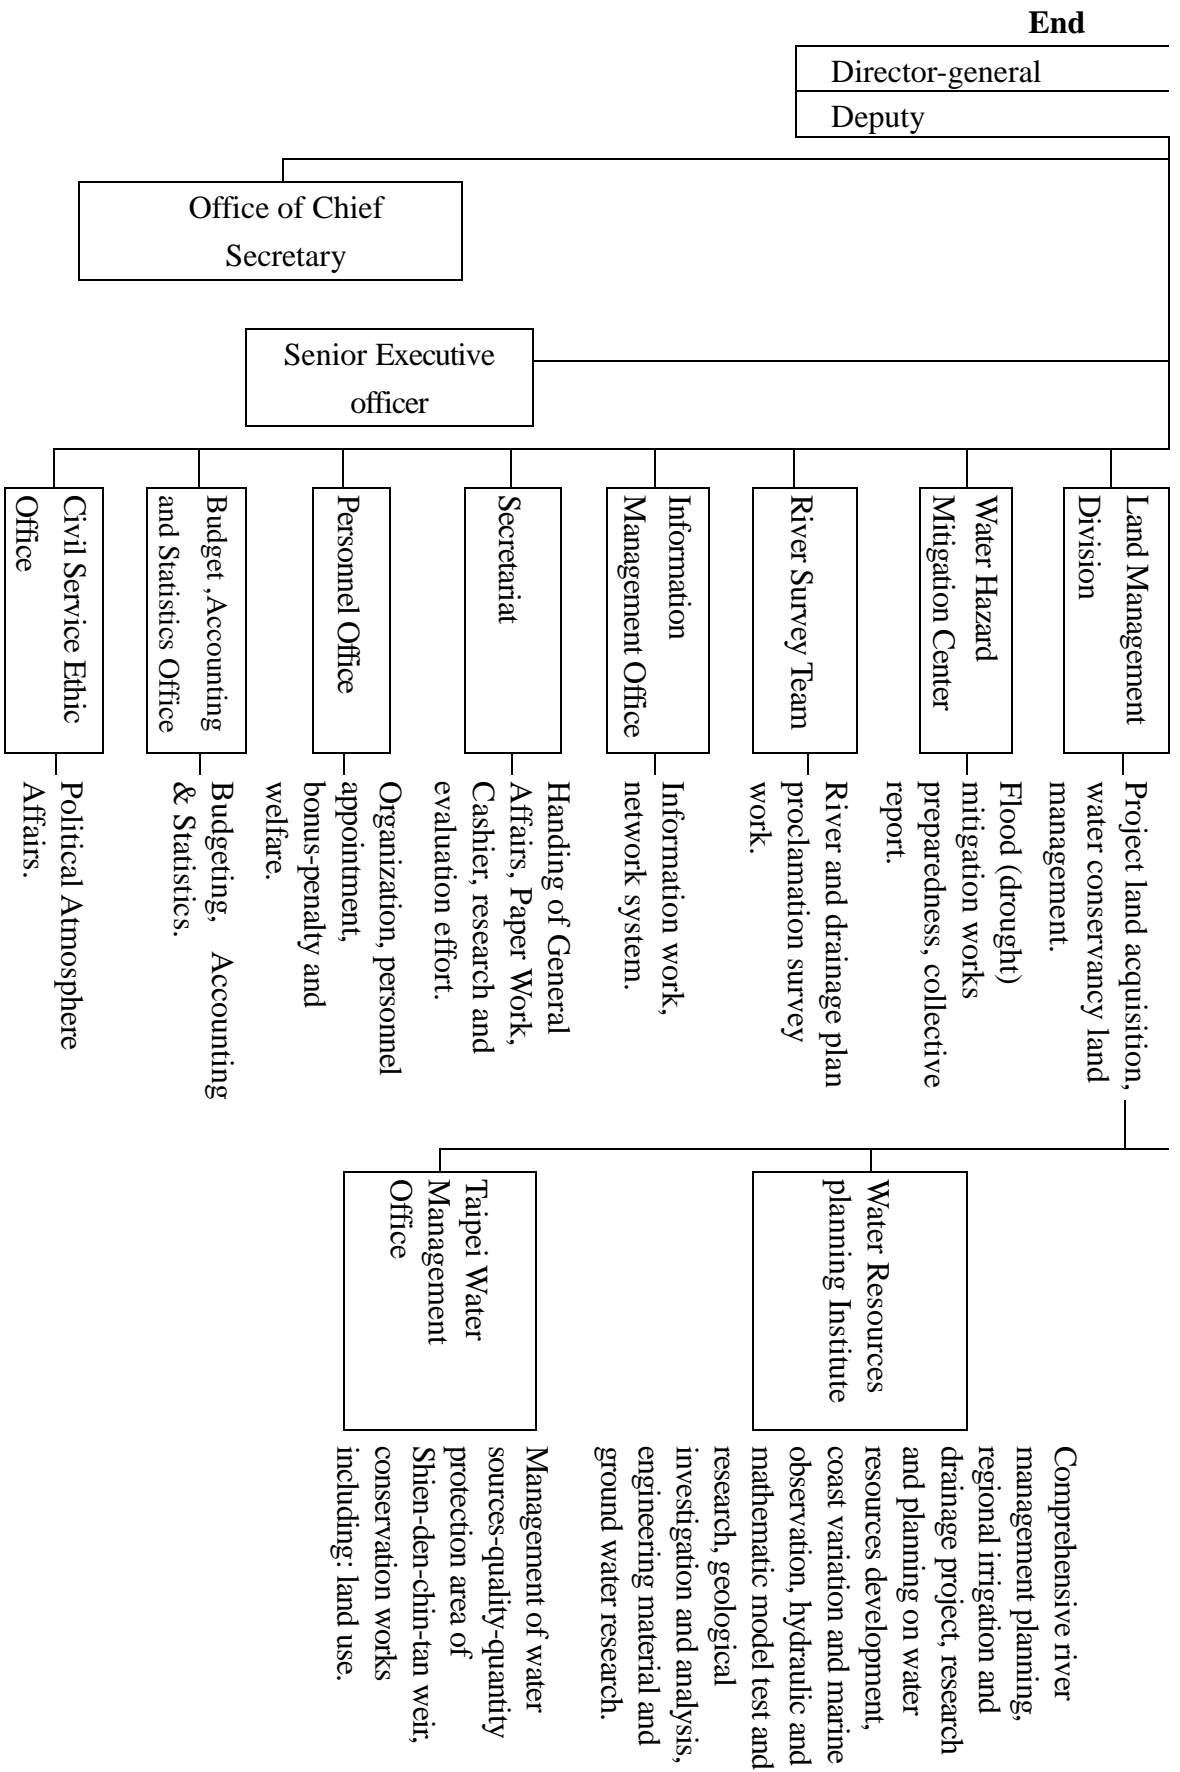 End
Director-general
Deputy
Office of Chief
Secretary
Senior Executive
officer
Civil Service Ethic
Office
Budget ,Accounting
and Statistics Office
Personnel Office
Secretariat
Information
Management Office
River Survey Team
Water Hazard
Mitigation Center
Land Management
Division
Political Atmosphere
Affairs.
Budgeting, Accounting
& Statistics.
Organization, personnel
appointment,
bonus-penalty and
welfare.
Handing of General
Affairs, Paper Work,
Cashier, research and
evaluation effort.
Information work,
network system.
River and drainage plan
proclamation survey
work.
Flood (drought)
mitigation works
preparedness, collective
report.
Project land acquisition,
water conservancy land
management.
Taipei Water
Management
Office
Water Resources
planning Institute
Management of water
sources-quality-quantity
protection area of
Shien-den-chin-tan weir,
conservation works
including: land use.
Comprehensive river
management planning,
regional irrigation and
drainage project, research
and planning on water
resources development,
coast variation and marine
observation, hydraulic and
mathematic model test and
research, geological
investigation and analysis,
engineering material and
ground water research.